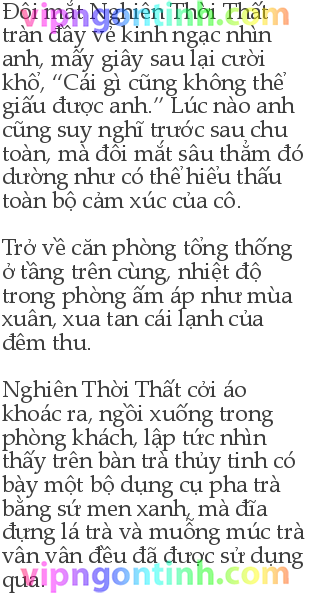 Đôi mắt Nghiên Thời Thất
tràn đầy vẻ kinh ngạc nhìn
anh, mấy giây sau lại cười
khổ, “Cái gì cũng không thể
giấu được anh.” Lúc nào anh
cũng suy nghĩ trước sau chu
toàn, mà đôi mắt sâu thẳm đó
dường như có thể hiểu thấu
toàn bộ cảm xúc của cô.
Trở về căn phòng tổng thống
ở tầng trên cùng, nhiệt độ
trong phòng ấm áp như mùa
xuân, xua tan cái lạnh của
đêm thu.
Nghiên Thời Thất cởi áo
khoác ra, ngồi xuống trong
phòng khách, lập tức nhìn
thấy trên bàn trà thủy tinh có
bày một bộ dụng cụ pha trà
bằng sứ men xanh, mà đĩa
đựng lá trà và muỗng múc trà
vân vân đều đã được sử dụng
qua.
vipngontinh.com
vipngontinh.com
vipngontinh.com
vipngontinh.com